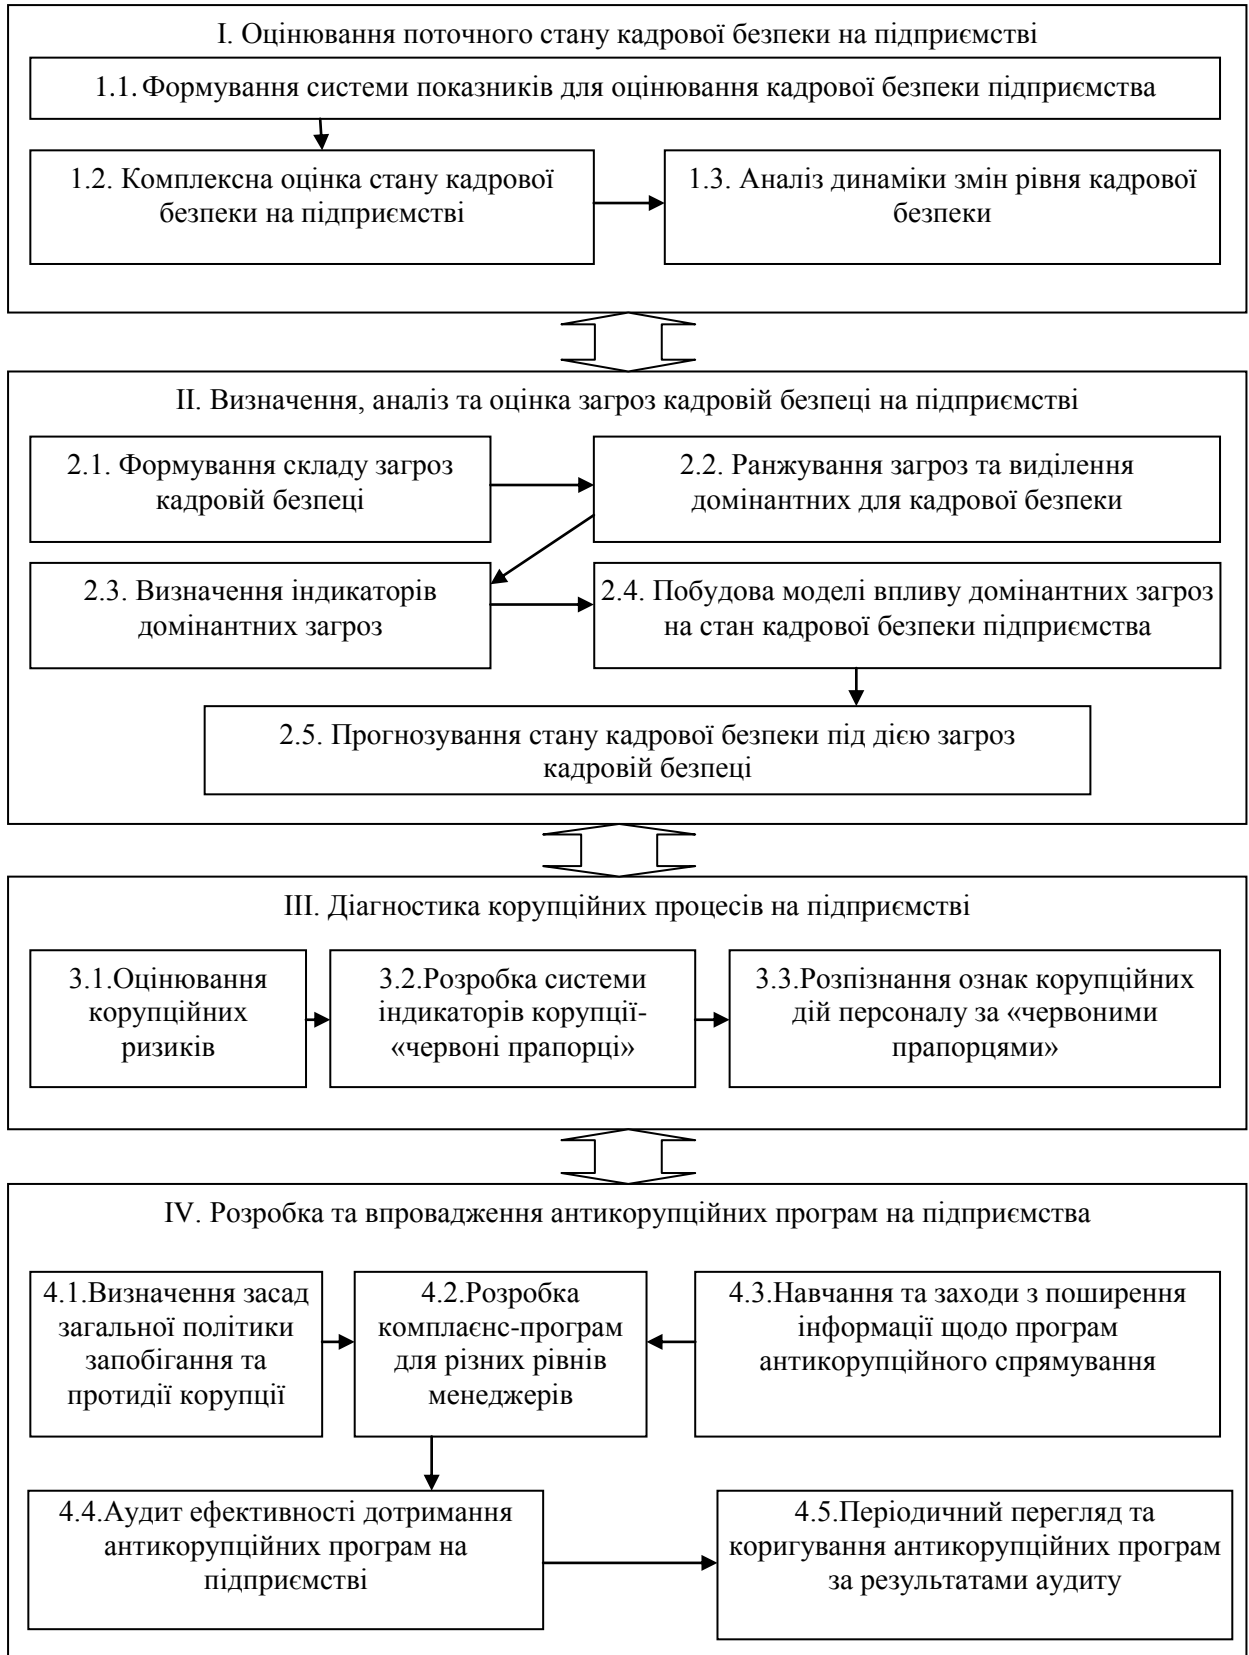 I. Оцінювання поточного стану кадрової безпеки на підприємстві
1.1. Формування системи показників для оцінювання кадрової безпеки підприємства
1.2. Комплексна оцінка стану кадрової
безпеки на підприємстві
1.3. Аналіз динаміки змін рівня кадрової
безпеки
II. Визначення, аналіз та оцінка загроз кадровій безпеці на підприємстві
2.1. Формування складу загроз
кадровій безпеці
2.2. Ранжування загроз та виділення
домінантних для кадрової безпеки
2.3. Визначення індикаторів
домінантних загроз
2.4. Побудова моделі впливу домінантних загроз
на стан кадрової безпеки підприємства
2.5. Прогнозування стану кадрової безпеки під дією загроз
кадровій безпеці
III. Діагностика корупційних процесів на підприємстві
3.1.Оцінювання
корупційних
ризиків
3.2.Розробка системи
індикаторів корупції-
«червоні прапорці»
3.3.Розпізнання ознак корупційних
дій персоналу за «червоними
прапорцями»
IV. Розробка та впровадження антикорупційних програм на підприємства
4.1.Визначення засад
загальної політики
запобігання та
протидії корупції
4.2.Розробка
комплаєнс-програм
для різних рівнів
менеджерів
4.3.Навчання та заходи з поширення
інформації щодо програм
антикорупційного спрямування
4.4.Аудит ефективності дотримання
антикорупційних програм на
підприємстві
4.5.Періодичний перегляд та
коригування антикорупційних програм
за результатами аудиту